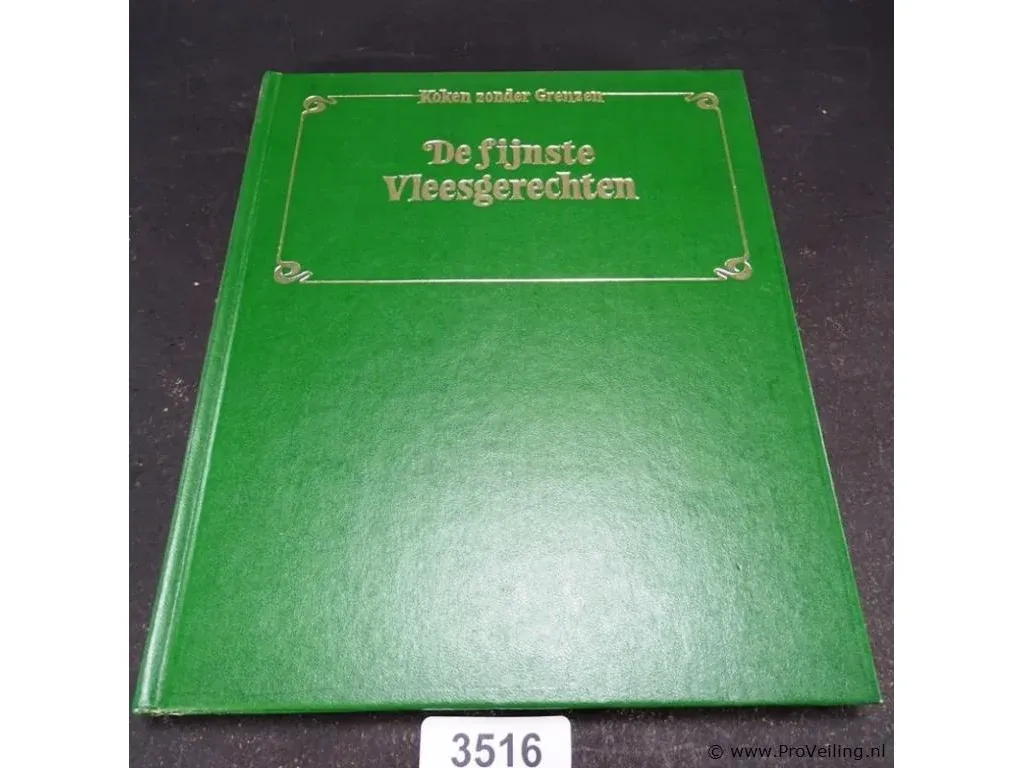 Koken zonder Grenzen
De fijnste
Vleesgerechten
3516
© www.ProVeiling.nl